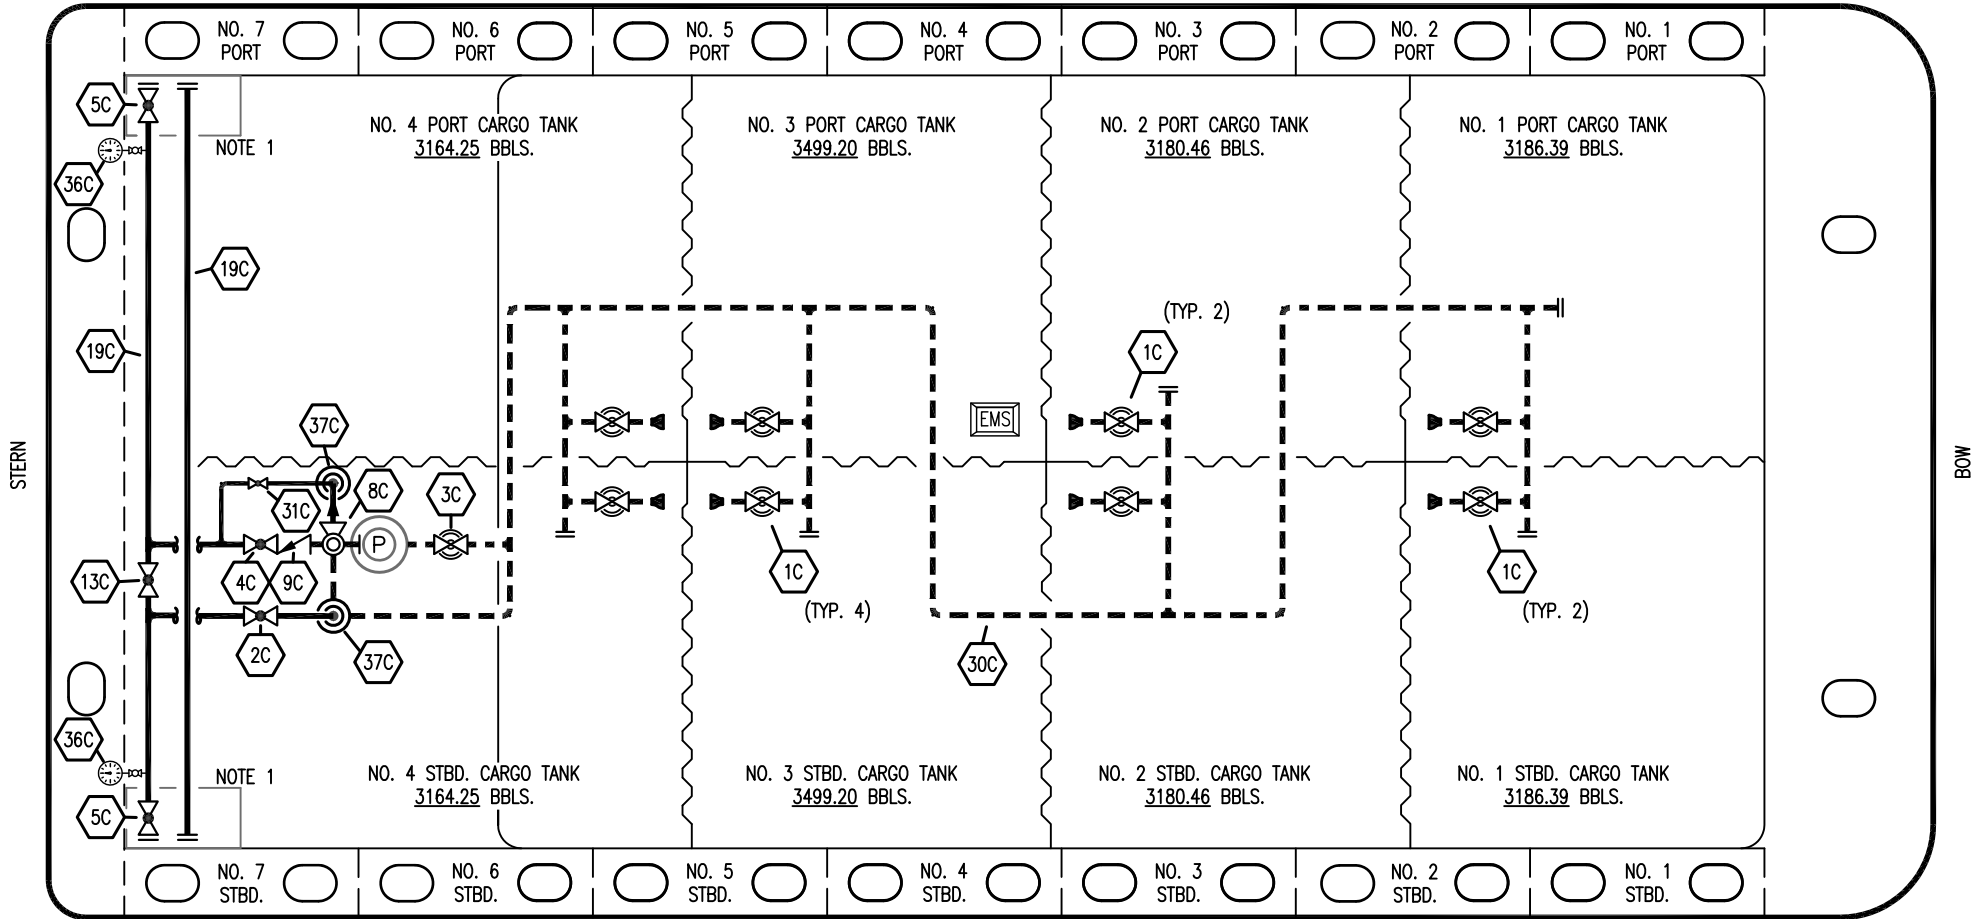 NO. 7
PORT
NO. 6
PORT
NO. 5
PORT
NO. 4
PORT
NO. 3
PORT
NO. 2
PORT
NO. 1
PORT
5C
NOTE 1
36C
NO. 4 PORT CARGO TANK
3164.25 BBLS.
NO. 3 PORT CARGO TANK
3499.20 BBLS.
NO. 2 PORT CARGO TANK
3180.46 BBLS.
NO. 1 PORT CARGO TANK
3186.39 BBLS.
19C
19C
(TYP. 2)
1C
37C
EMS
STERN
BOW
8C
3C
31C
P
13C
4C
9C
1C
(TYP. 4)
1C
(TYP. 2)
2C
37C
30C
36C
NOTE 1
5C
NO. 4 STBD. CARGO TANK
3164.25 BBLS.
NO. 3 STBD. CARGO TANK
3499.20 BBLS.
NO. 2 STBD. CARGO TANK
3180.46 BBLS.
NO. 1 STBD. CARGO TANK
3186.39 BBLS.
NO. 7
STBD.
NO. 6
STBD.
NO. 5
STBD.
NO. 4
STBD.
NO. 3
STBD.
NO. 2
STBD.
NO. 1
STBD.